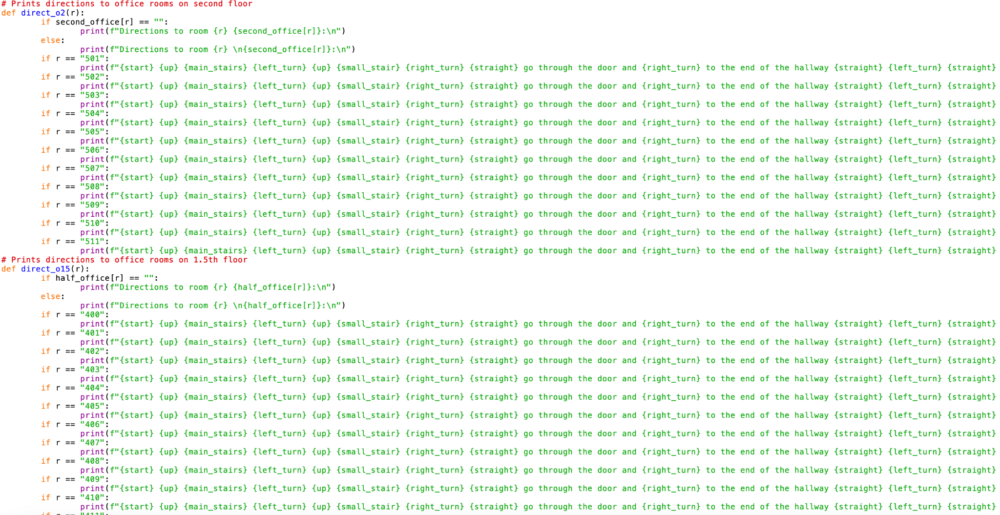 # Prints directions to office rooms on second floor
def direct_o2(r):
        if second_office[r] == "":
                print(f"Directions to room {r} {second_office[r]}:\n")
        else:
                print(f"Directions to room {r} \n{second_office[r]}:\n")
        if r == "501":
                print(f"{start} {up} {main_stairs} {left_turn} {up} {small_stair} {right_turn} {straight} go through the door and {right_turn} to the end of the hallway {straight} {left_turn} {straight}
        if r == "502":
                print(f"{start} {up} {main_stairs} {left_turn} {up} {small_stair} {right_turn} {straight} go through the door and {right_turn} to the end of the hallway {straight} {left_turn} {straight}
        if r == "503":
                print(f"{start} {up} {main_stairs} {left_turn} {up} {small_stair} {right_turn} {straight} go through the door and {right_turn} to the end of the hallway {straight} {left_turn} {straight}
        if r == "504":
                print(f"{start} {up} {main_stairs} {left_turn} {up} {small_stair} {right_turn} {straight} go through the door and {right_turn} to the end of the hallway {straight} {left_turn} {straight}
        if r == "505":
                print(f"{start} {up} {main_stairs} {left_turn} {up} {small_stair} {right_turn} {straight} go through the door and {right_turn} to the end of the hallway {straight} {left_turn} {straight}
        if r == "506":
                print(f"{start} {up} {main_stairs} {left_turn} {up} {small_stair} {right_turn} {straight} go through the door and {right_turn} to the end of the hallway {straight} {left_turn} {straight}
        if r == "507":
                print(f"{start} {up} {main_stairs} {left_turn} {up} {small_stair} {right_turn} {straight} go through the door and {right_turn} to the end of the hallway {straight} {left_turn} {straight}
        if r == "508":
                print(f"{start} {up} {main_stairs} {left_turn} {up} {small_stair} {right_turn} {straight} go through the door and {right_turn} to the end of the hallway {straight} {left_turn} {straight}
        if r == "509":
                print(f"{start} {up} {main_stairs} {left_turn} {up} {small_stair} {right_turn} {straight} go through the door and {right_turn} to the end of the hallway {straight} {left_turn} {straight}
        if r == "510":
                print(f"{start} {up} {main_stairs} {left_turn} {up} {small_stair} {right_turn} {straight} go through the door and {right_turn} to the end of the hallway {straight} {left_turn} {straight}
        if r == "511":
                print(f"{start} {up} {main_stairs} {left_turn} {up} {small_stair} {right_turn} {straight} go through the door and {right_turn} to the end of the hallway {straight} {left_turn} {straight}
# Prints directions to office rooms on 1.5th floor
def direct_o15(r):
        if half_office[r] == "":
                print(f"Directions to room {r} {half_office[r]}:\n")
        else:
                print(f"Directions to room {r} \n{half_office[r]}:\n")
        if r == "400":
                print(f"{start} {up} {main_stairs} {left_turn} {up} {small_stair} {right_turn} {straight} go through the door and {right_turn} to the end of the hallway {straight} {left_turn} {straight}
        if r == "401":
                print(f"{start} {up} {main_stairs} {left_turn} {up} {small_stair} {right_turn} {straight} go through the door and {right_turn} to the end of the hallway {straight} {left_turn} {straight}
        if r == "402":
                print(f"{start} {up} {main_stairs} {left_turn} {up} {small_stair} {right_turn} {straight} go through the door and {right_turn} to the end of the hallway {straight} {left_turn} {straight}
        if r == "403":
                print(f"{start} {up} {main_stairs} {left_turn} {up} {small_stair} {right_turn} {straight} go through the door and {right_turn} to the end of the hallway {straight} {left_turn} {straight}
        if r == "404":
                print(f"{start} {up} {main_stairs} {left_turn} {up} {small_stair} {right_turn} {straight} go through the door and {right_turn} to the end of the hallway {straight} {left_turn} {straight}
        if r == "405":
                print(f"{start} {up} {main_stairs} {left_turn} {up} {small_stair} {right_turn} {straight} go through the door and {right_turn} to the end of the hallway {straight} {left_turn} {straight}
        if r == "406":
                print(f"{start} {up} {main_stairs} {left_turn} {up} {small_stair} {right_turn} {straight} go through the door and {right_turn} to the end of the hallway {straight} {left_turn} {straight}
        if r == "407":
                print(f"{start} {up} {main_stairs} {left_turn} {up} {small_stair} {right_turn} {straight} go through the door and {right_turn} to the end of the hallway {straight} {left_turn} {straight}
        if r == "408":
                print(f"{start} {up} {main_stairs} {left_turn} {up} {small_stair} {right_turn} {straight} go through the door and {right_turn} to the end of the hallway {straight} {left_turn} {straight}
        if r == "409":
                print(f"{start} {up} {main_stairs} {left_turn} {up} {small_stair} {right_turn} {straight} go through the door and {right_turn} to the end of the hallway {straight} {left_turn} {straight}
        if r == "410":
                print(f"{start} {up} {main_stairs} {left_turn} {up} {small_stair} {right_turn} {straight} go through the door and {right_turn} to the end of the hallway {straight} {left_turn} {straight}